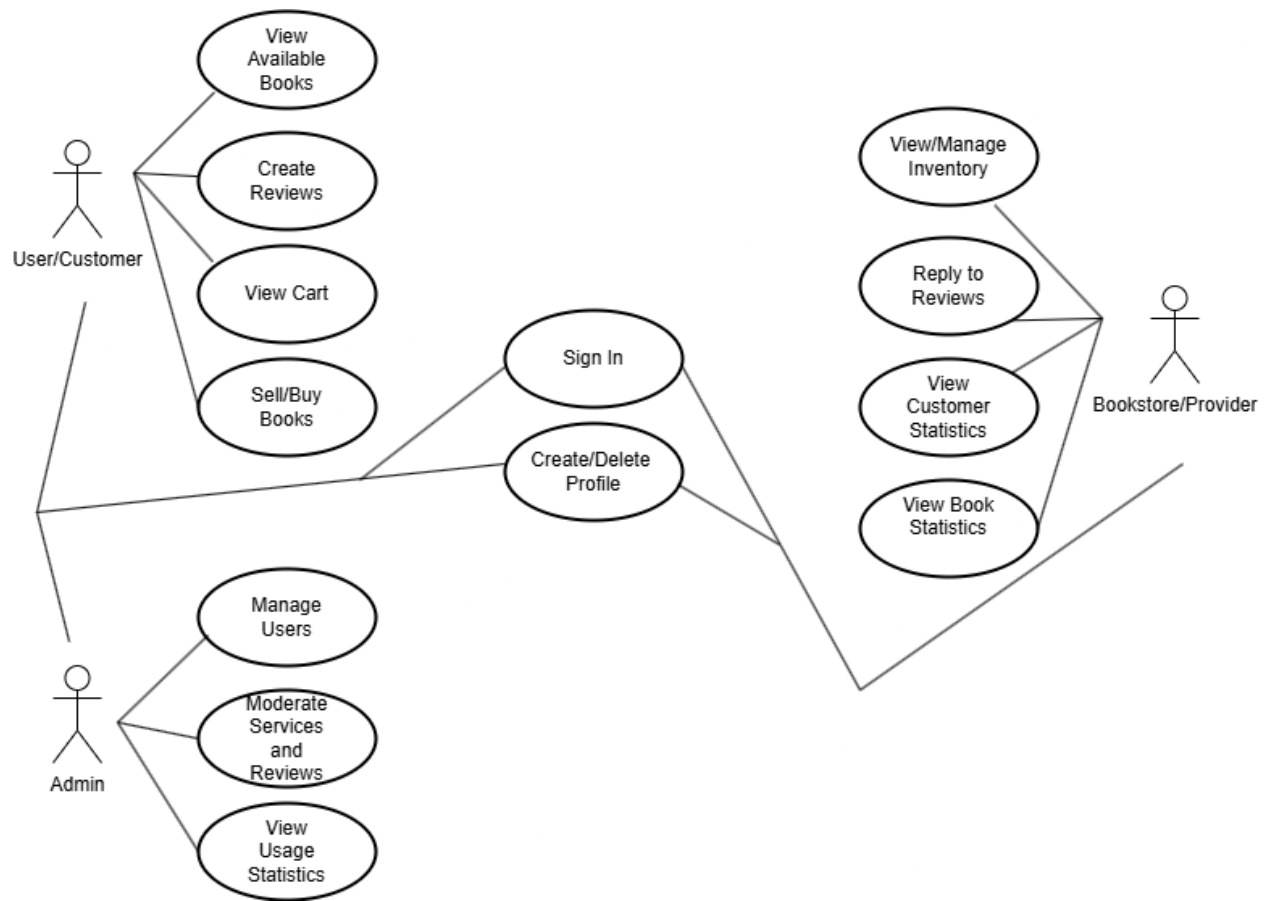 View
Available
Books
Create
Reviews
User/Customer
View Cart
Sell/Buy
Books
Sign In
Create/Delete
Profile
View/Manage
Inventory
Reply to
Reviews
View
Customer
Statistics
Bookstore/Provider
View Book
Statistics
Manage
Users
Moderate
Services
and
Reviews
Admin
View
Usage
Statistics